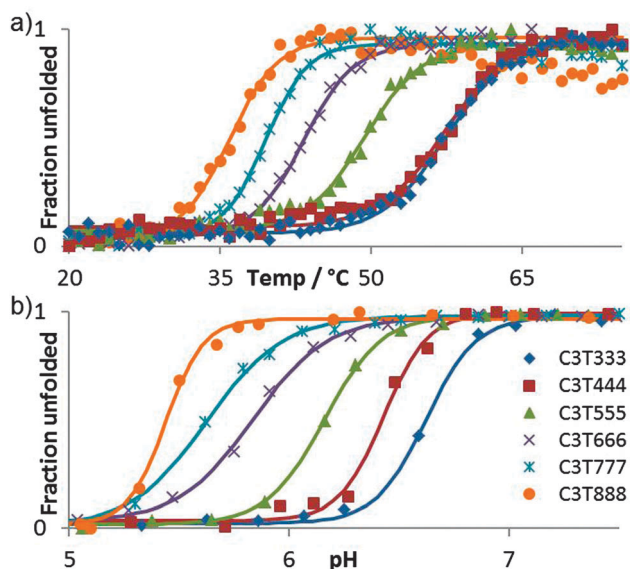 a)
1
Fraction unfolded
0
20 35 Temp / °C 50 65
b)
1
Fraction unfolded
0
C3T333
C3T444
C3T555
C3T666
C3T777
C3T888
5 6 pH 7